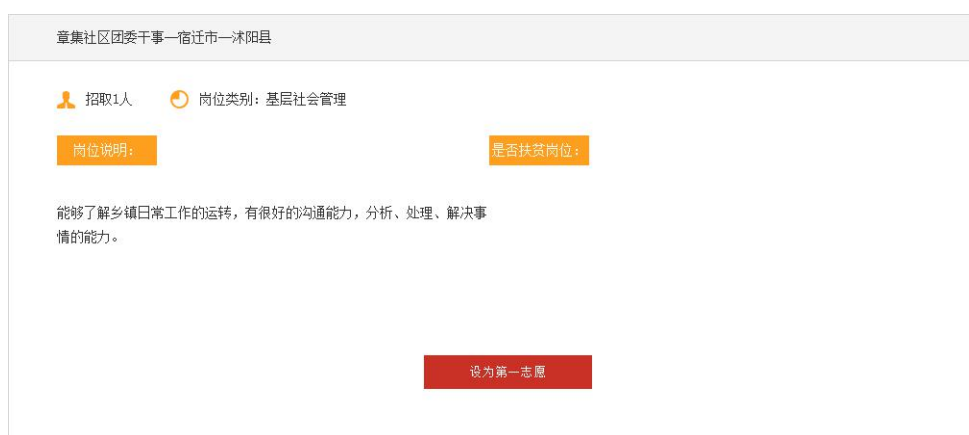 章集社区团委干事—宿迁市—沭阳县
招取1人 岗位类别：基层社会管理
岗位说明： 是否扶贫岗位：
能够了解乡镇日常工作的运转，有很好的沟通能力，分析、处理、解决事
情的能力。
设为第一志愿